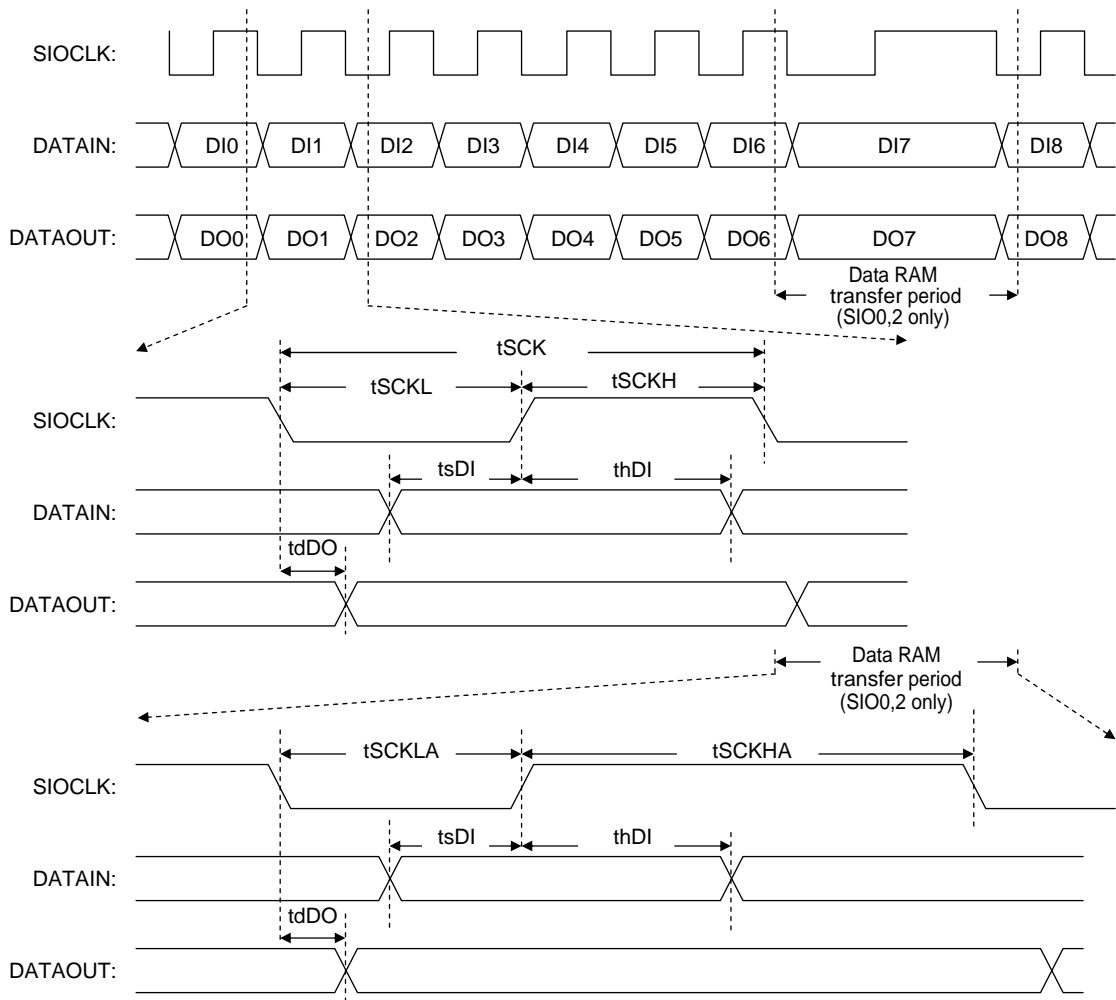 SIOCLK:
DATAIN: DI0 DI1 DI2 DI3 DI4 DI5 DI6 DI7 DI8
DATAOUT: DO0 DO1 DO2 DO3 DO4 DO5 DO6 DO7 DO8
Data RAM
transfer period
(SIO0,2 only)
tSCK
tSCKL tSCKH
SIOCLK:
tsDI thDI
DATAIN:
tdDO
DATAOUT:
Data RAM
transfer period
(SIO0,2 only)
tSCKLA tSCKHA
SIOCLK:
tsDI thDI
DATAIN:
tdDO
DATAOUT: